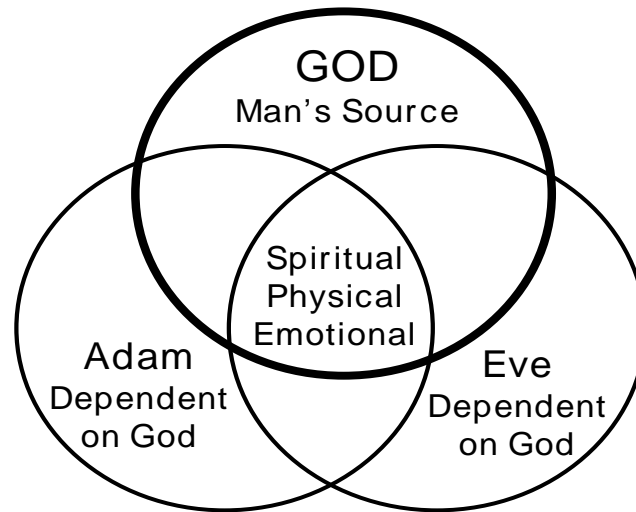 GOD
Man's Source
Spiritual
Physical
Emotional
Adam
Dependent
on God
Eve
Dependent
on God